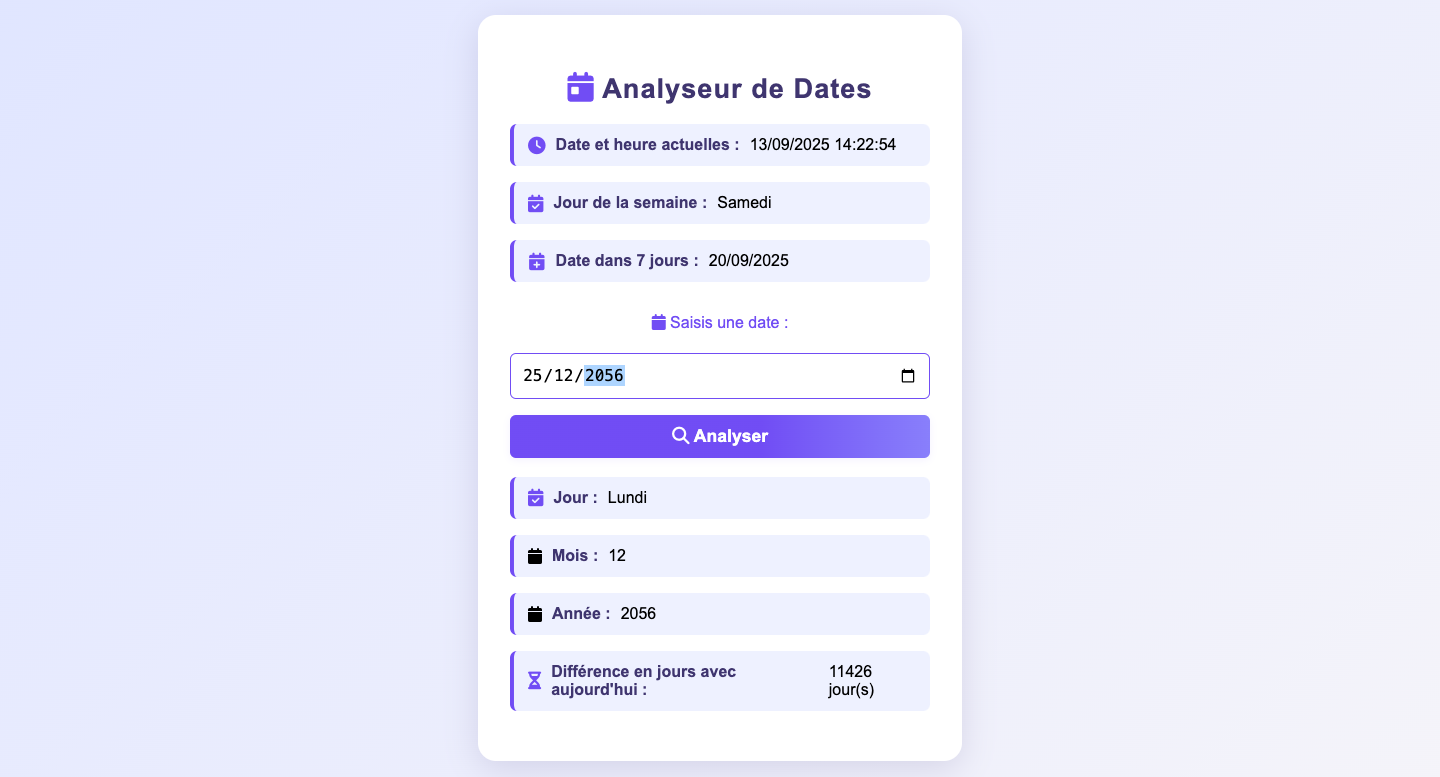 Analyseur de Dates
Date et heure actuelles : 13/09/2025 14:22:54
Jour de la semaine : Samedi
Date dans 7 jours : 20/09/2025
Saisis une date :
25/12/2056
Analyser
Jour : Lundi
Mois : 12
Année : 2056
Différence en jours avec
aujourd'hui :
11426
jour(s)